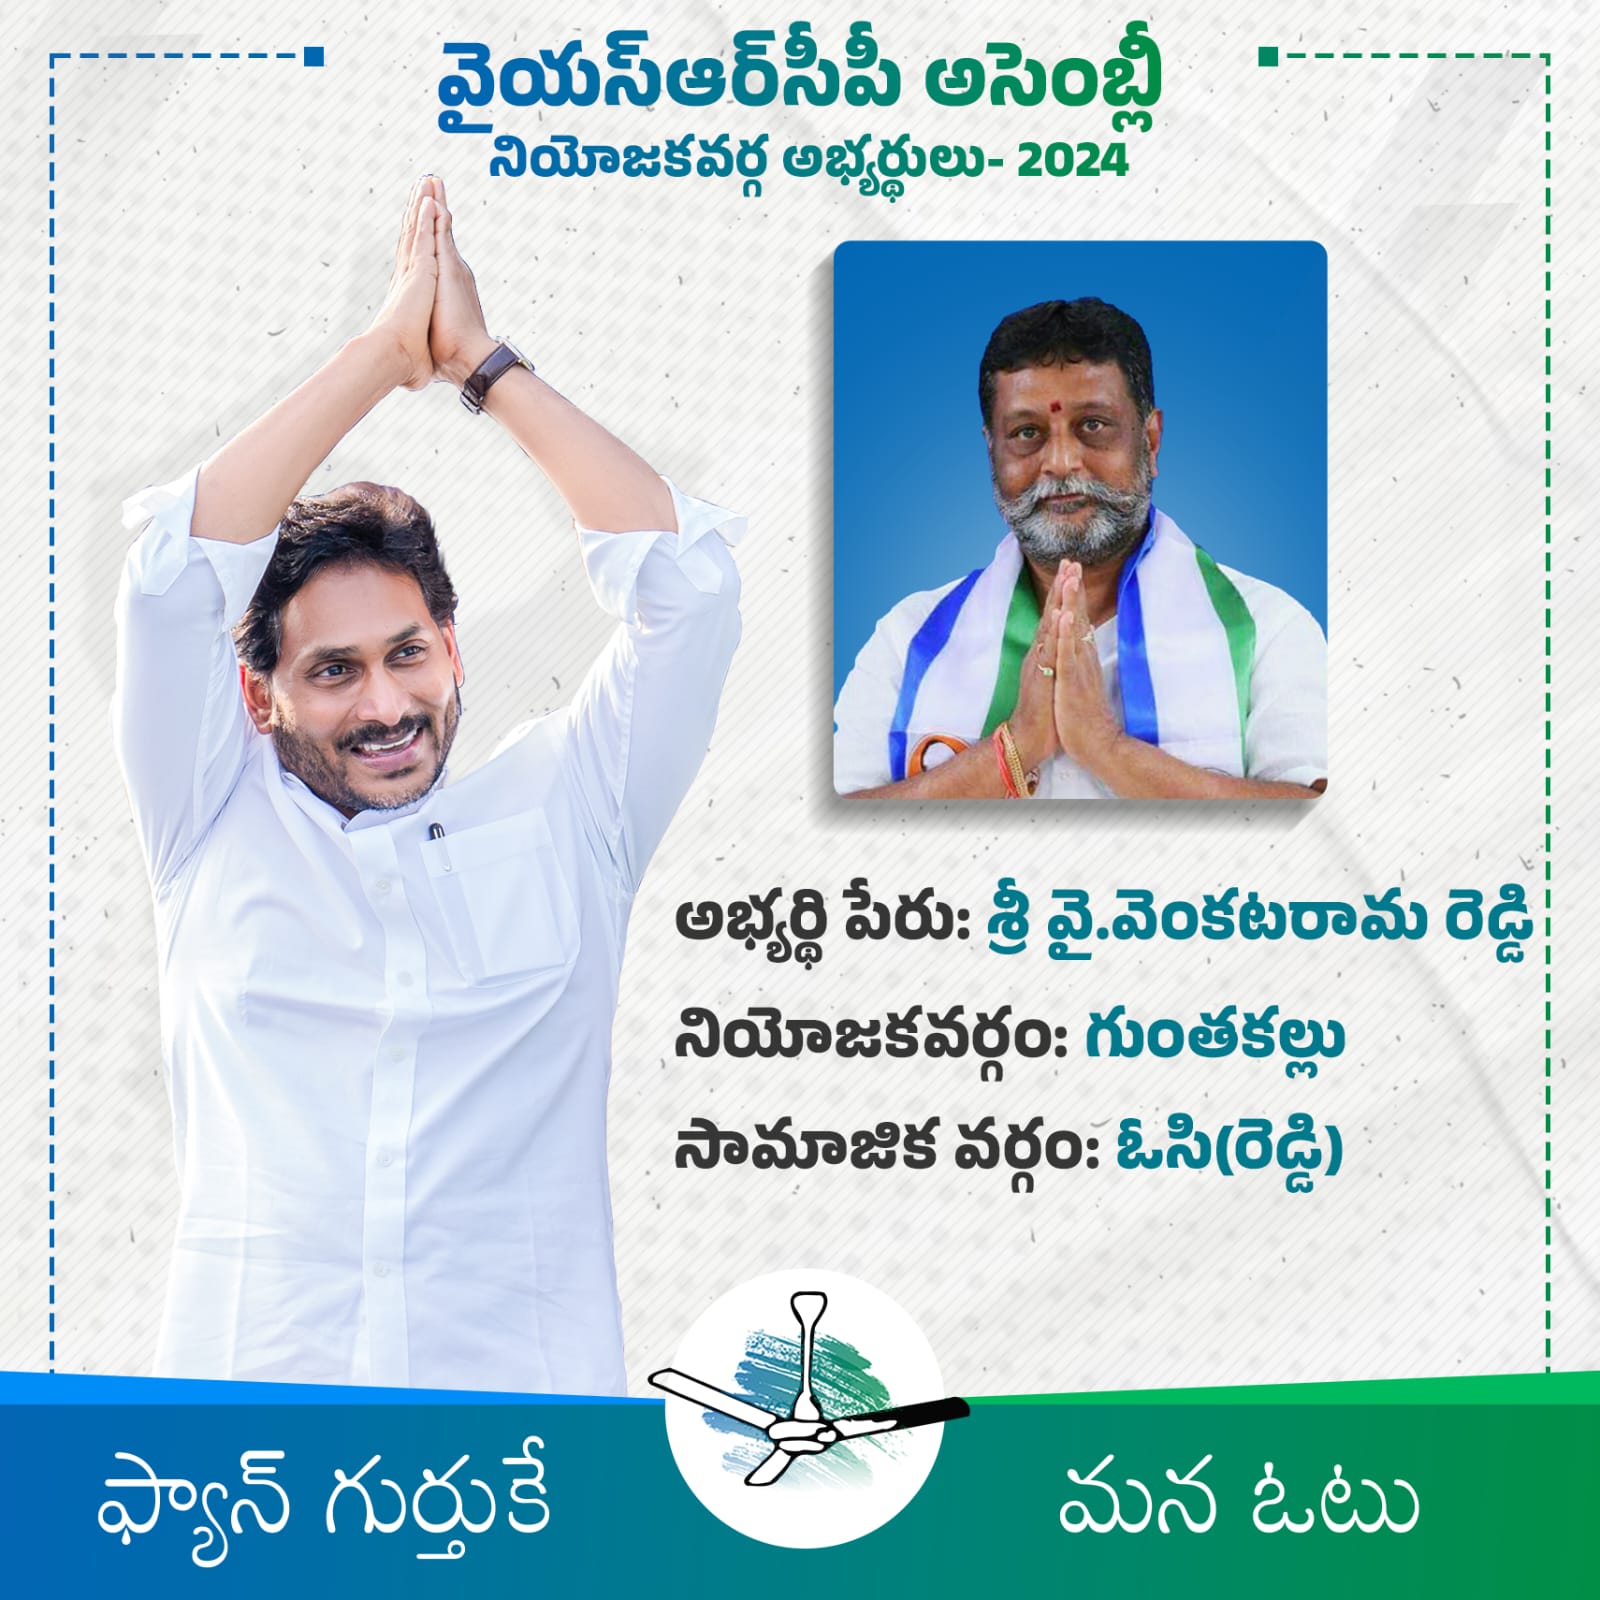 వైయస్ఆర్‌సీపీ అసెంబ్లీ
నియోజకవర్గ అభ్యర్థులు- 2024
అభ్యర్థి పేరు: శ్రీ వై.వెంకటరామ రెడ్డి
నియోజకవర్గం: గుంతకల్లు
సామాజిక వర్గం: ఓసి(రెడ్డి)
ఫ్యాన్ గుర్తుకే మన ఓటు